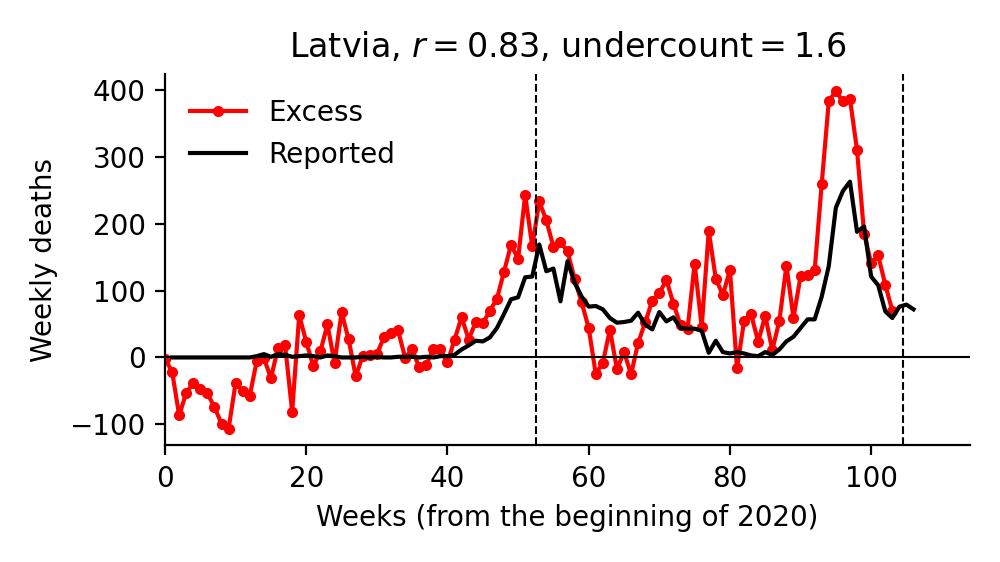 Latvia, r = 0.83, undercount = 1.6
Excess
Reported
Weekly deaths
400
300
200
100
0
−100
0 20 40 60 80 100
Weeks (from the beginning of 2020)